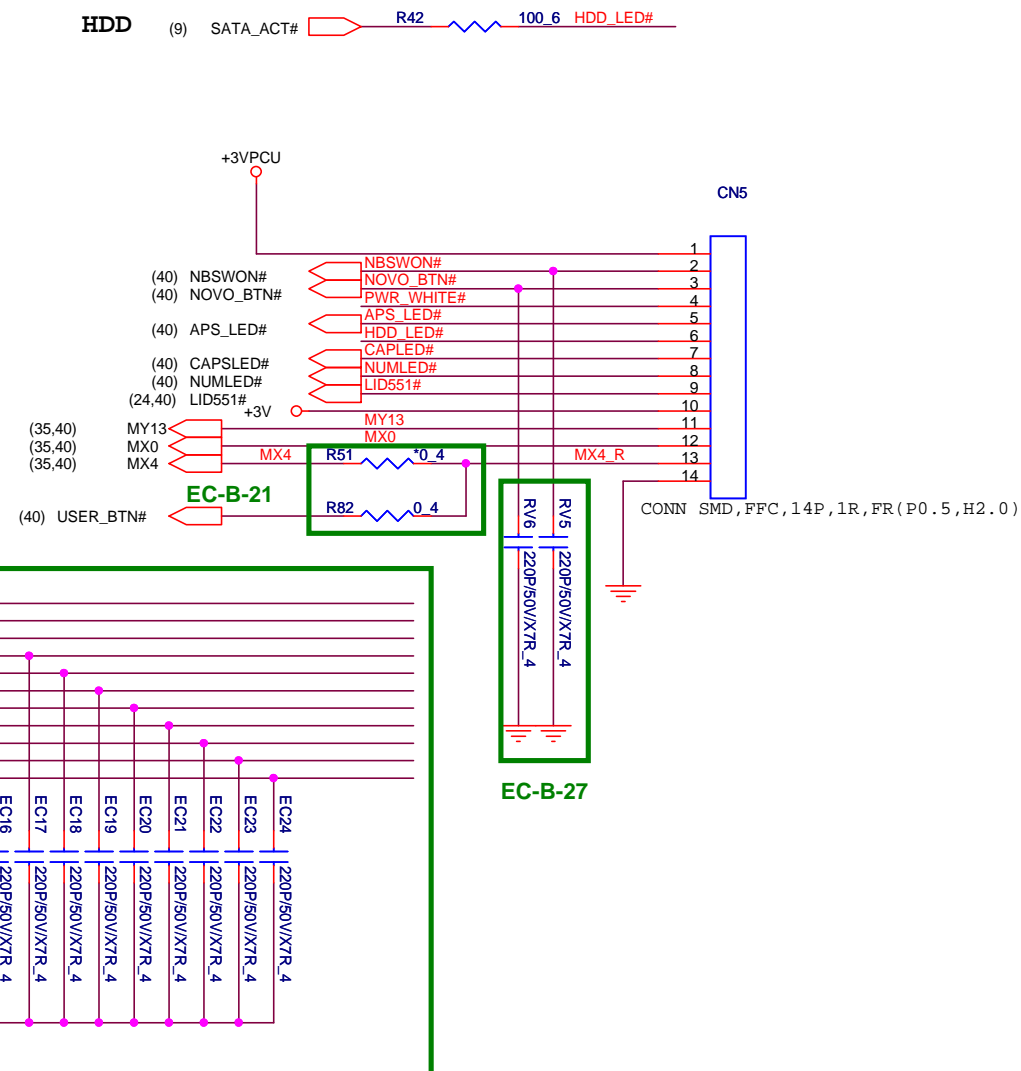 HDD (9) SATA_ACT# R42 100_6 HDD_LED#
+3VPCU
CN5
1
(40) NBSWON# NBSWON# 2
(40) NOVO_BTN# NOVO_BTN# 3
PWR_WHITE# 4
(40) APS_LED# APS_LED# 5
HDD_LED# 6
(40) CAPSLED# CAPLED# 7
(40) NUMLED# NUMLED# 8
(24,40) LID551# LID551# 9
+3V 10
(35,40) MY13 MY13 11
(35,40) MX0 MX0 12
(35,40) MX4 MX4 R51 *0_4 MX4_R 13
14
EC-B-21
(40) USER_BTN# R82 0_4
CONN SMD,FFC,14P,1R,FR(P0.5,H2.0)
RV6 220P/50V/X7R_4
RV5 220P/50V/X7R_4
EC-B-27
EC16 220P/50V/X7R_4
EC17 220P/50V/X7R_4
EC18 220P/50V/X7R_4
EC19 220P/50V/X7R_4
EC20 220P/50V/X7R_4
EC21 220P/50V/X7R_4
EC22 220P/50V/X7R_4
EC23 220P/50V/X7R_4
EC24 220P/50V/X7R_4